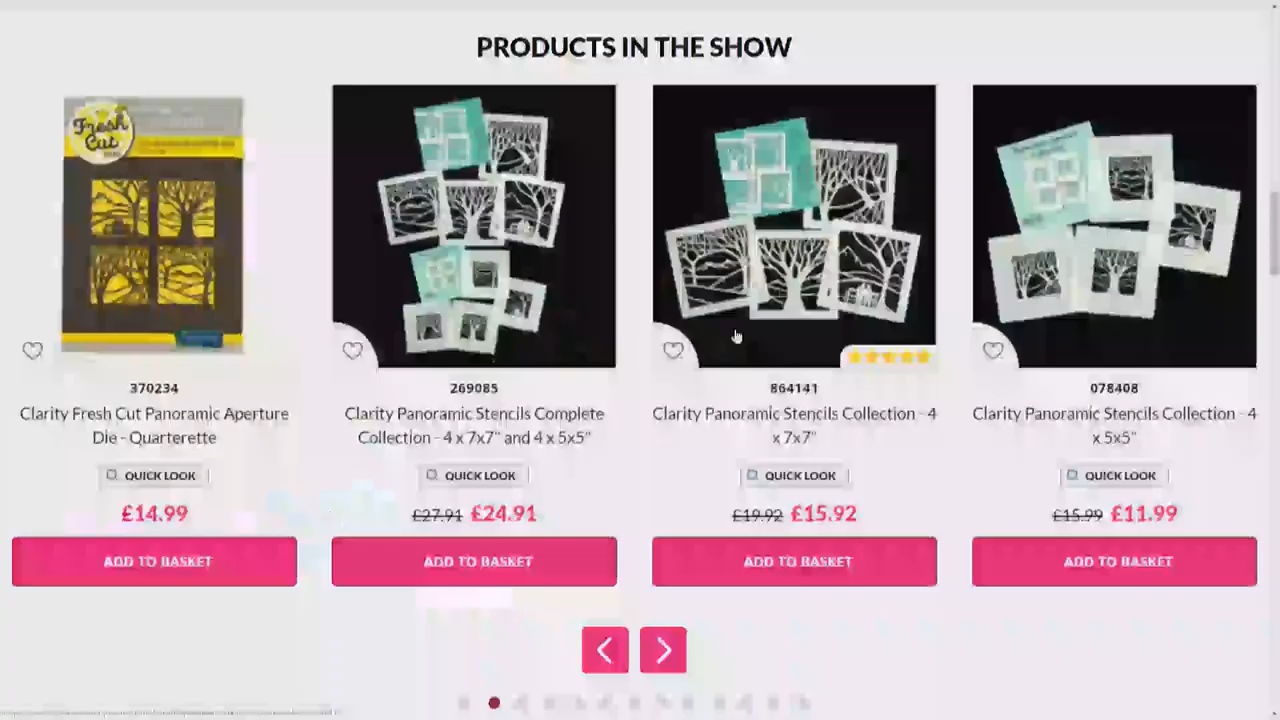 PRODUCTS IN THE SHOW
Fresh
Cut
370234
Clarity Fresh Cut Panoramic Aperture
Die - Quarterette
QUICK LOOK
£14.99
ADD TO BASKET
269085
Clarity Panoramic Stencils Complete
Collection - 4 x 7x7" and 4 x 5x5"
QUICK LOOK
£27.91 £24.91
ADD TO BASKET
864141
Clarity Panoramic Stencils Collection - 4
x 7x7"
QUICK LOOK
£19.92 £15.92
ADD TO BASKET
078408
Clarity Panoramic Stencils Collection - 4
x 5x5"
QUICK LOOK
£15.99 £11.99
ADD TO BASKET